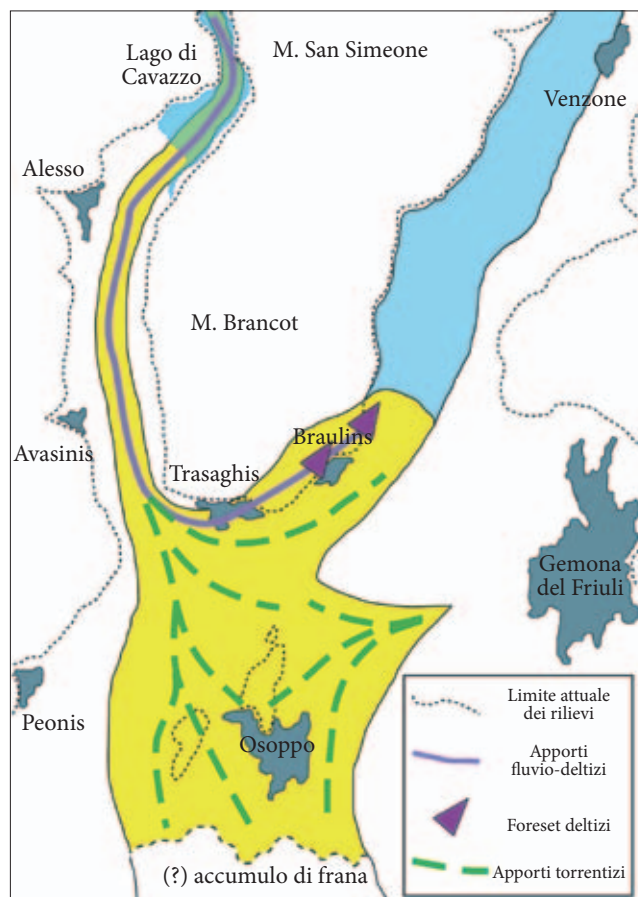 Lago di
Cavazzo
M. San Simeone
Venzone
Alesso
M. Brancot
Avasinis
Braulins
Trasaghis
Gemona
del Friuli
Peonis
Osoppo
(?) accumulo di frana
Limite attuale
dei rilievi
Apporti
fluvio-deltizi
Foreset deltizi
Apporti torrentizi